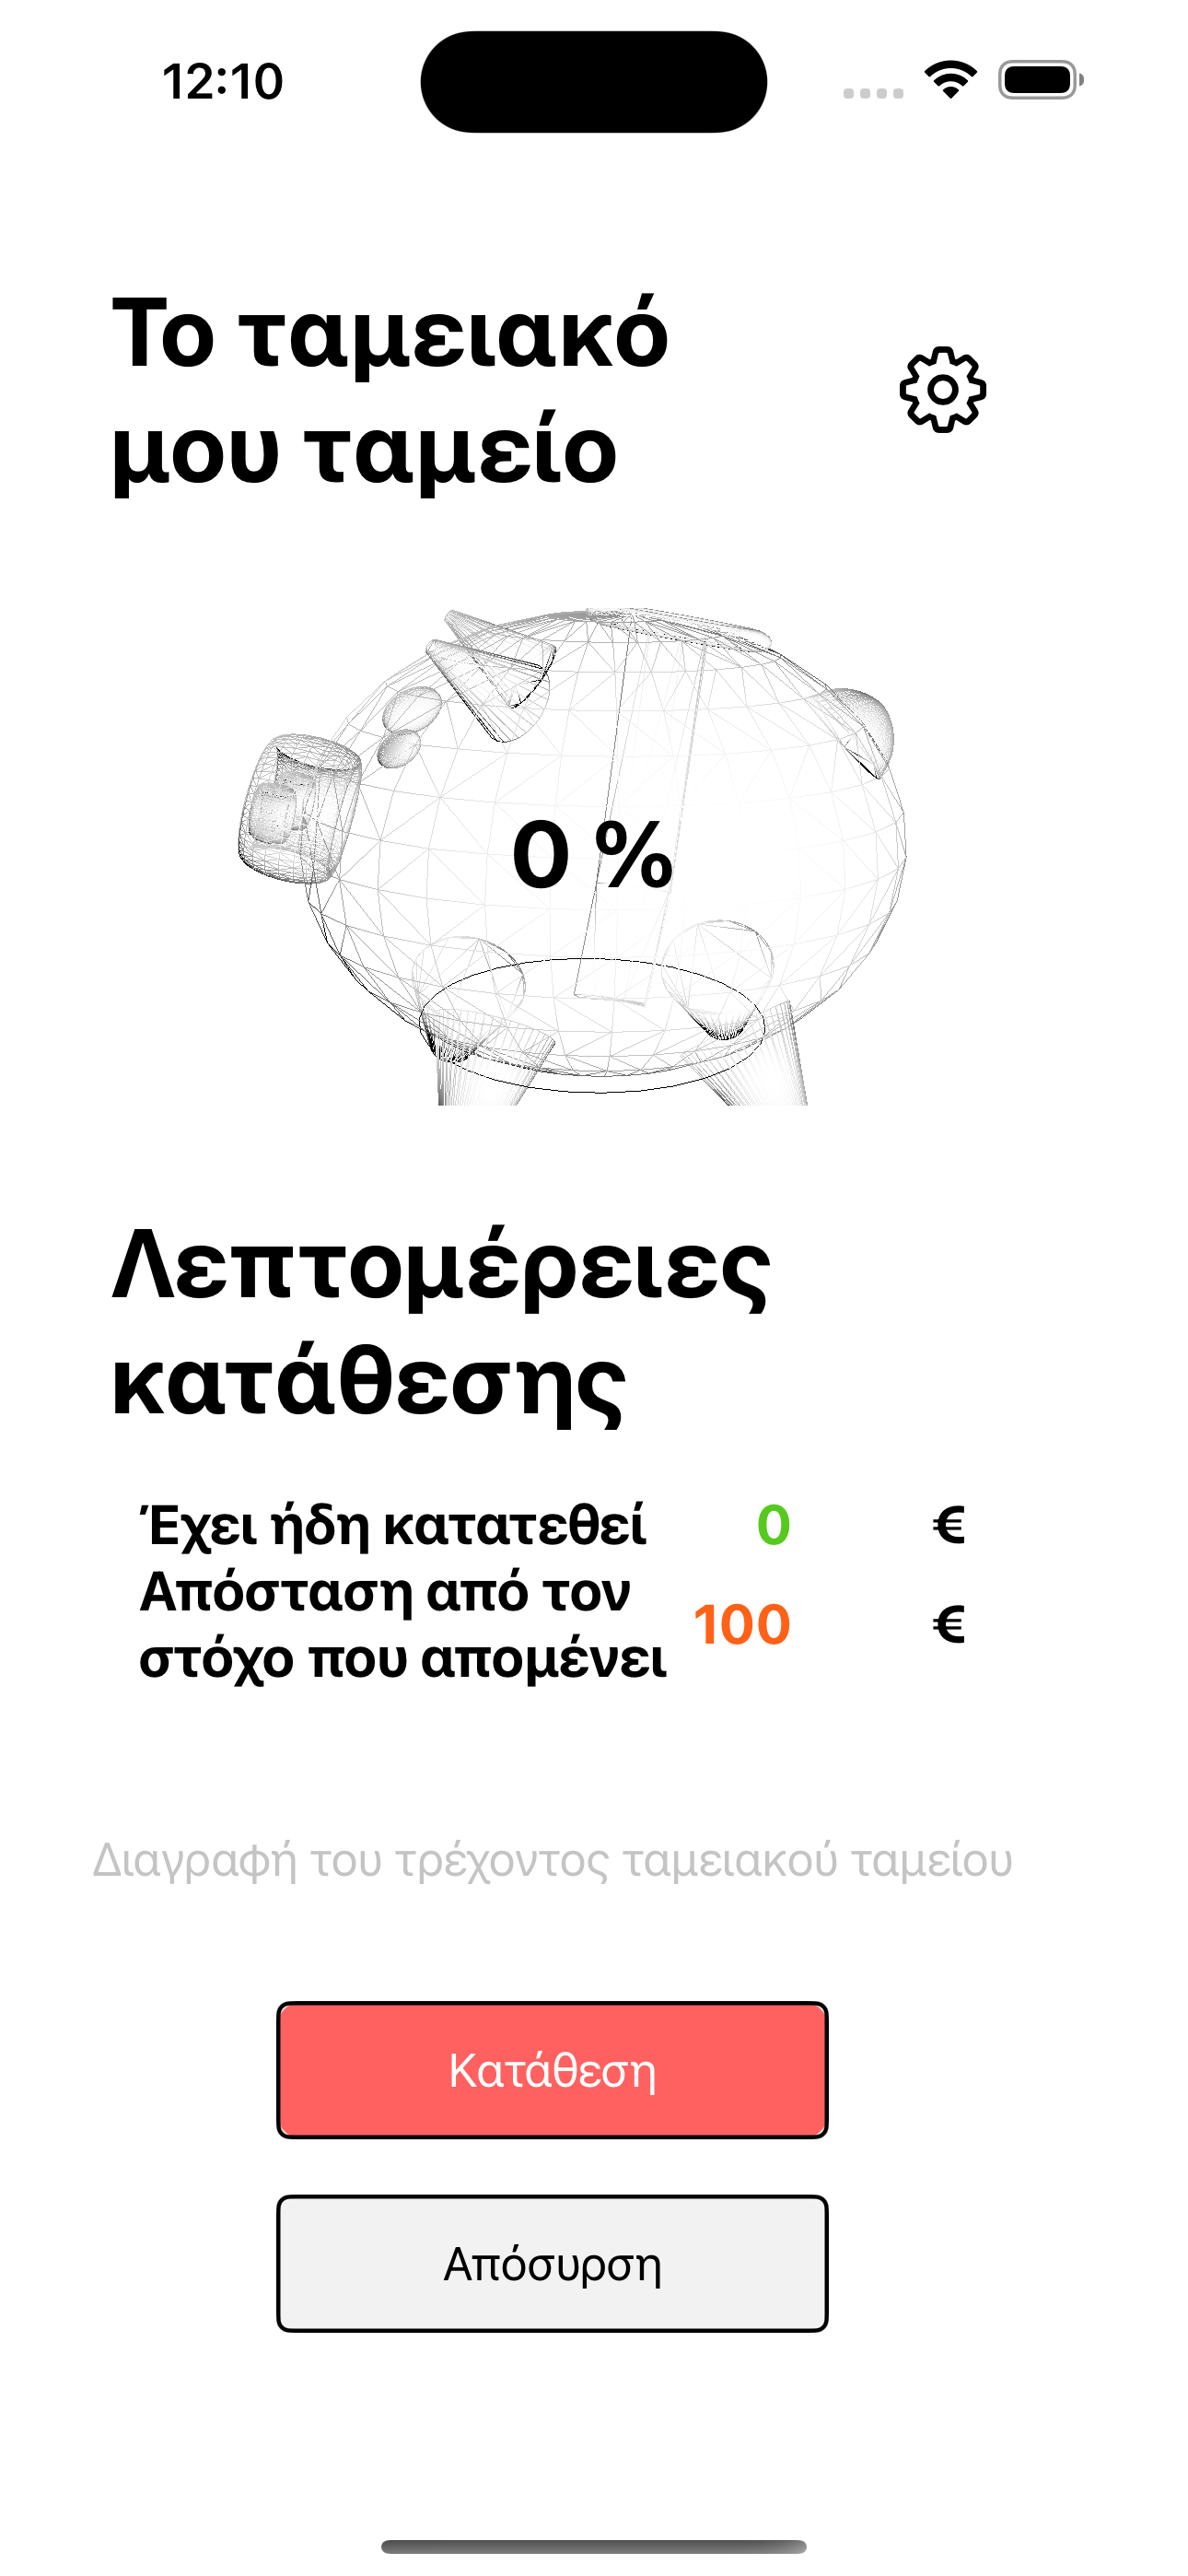 12:10
Το ταμειακό
μου ταμείο
0 %
Λεπτομέρειες
κατάθεσης
Έχει ήδη κατατεθεί 0 €
Απόσταση από τον
στόχο που απομένει 100 €
Διαγραφή του τρέχοντος ταμειακού ταμείου
Κατάθεση
Απόσυρση